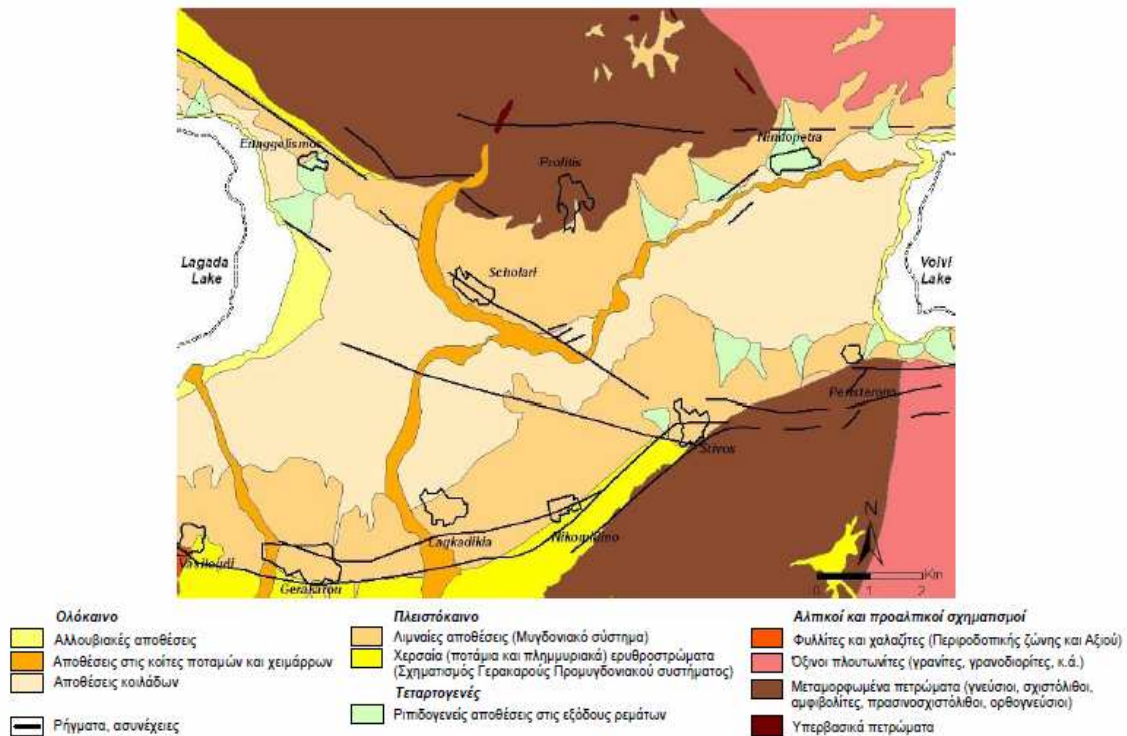 Evaggelismos
Nimfopetra
Profitis
Lagada
Lake
Scholari
Volvi
Lake
Peristerona
Stivos
Lagkadikia
Nikomidino
Vasiloudi
Gerakarou
N
Km
0 1 2
Ολόκαινο
Αλλουβιακές αποθέσεις
Αποθέσεις στις κοίτες ποταμών και χειμάρρων
Αποθέσεις κοιλάδων
Ρήγματα, ασυνέχειες
Πλειστόκαινο
Λιμναίες αποθέσεις (Μυγδονιακό σύστημα)
Χερσαία (ποτάμια και πλημμυριακά) ερυθροστρώματα
(Σχηματισμός Γερακαρούς Προμυγδονιακού συστήματος)
Τεταρτογενές
Ριπιδογενείς αποθέσεις στις εξόδους ρεμάτων
Αλπικοί και προαλπικοί σχηματισμοί
Φυλλίτες και χαλαζίτες (Περιροδοπικής ζώνης και Αξιού)
Όξινοι πλουτωνίτες (γρανίτες, γρανοδιορίτες, κ.ά.)
Μεταμορφωμένα πετρώματα (γνεύσιοι, σχιστόλιθοι,
αμφιβολίτες, πρασινοσχιστόλιθοι, ορθογνεύσιοι)
Υπερβασικά πετρώματα